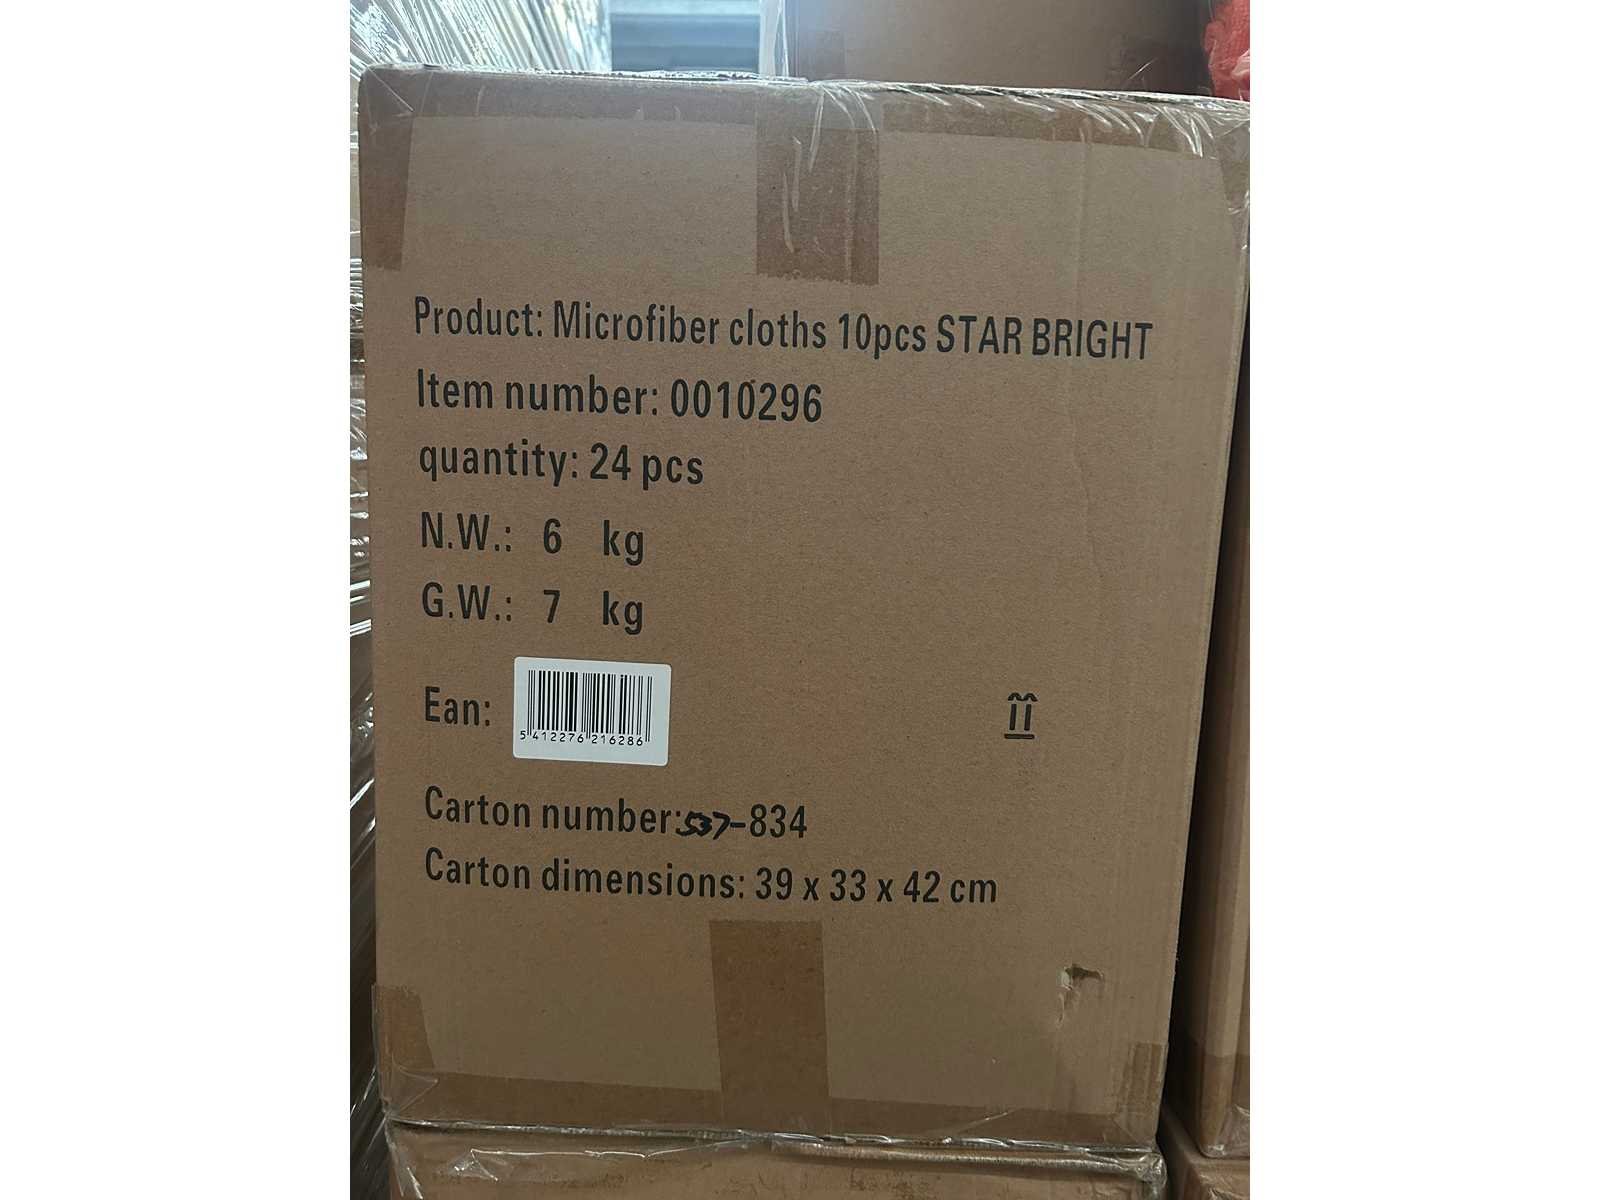 Product: Microfiber cloths 10pcs STAR BRIGHT
Item number: 0010296
quantity: 24 pcs
N.W.: 6 kg
G.W.: 7 kg
Ean:
5 412276 216286
Carton number:537-834
Carton dimensions: 39 x 33 x 42 cm